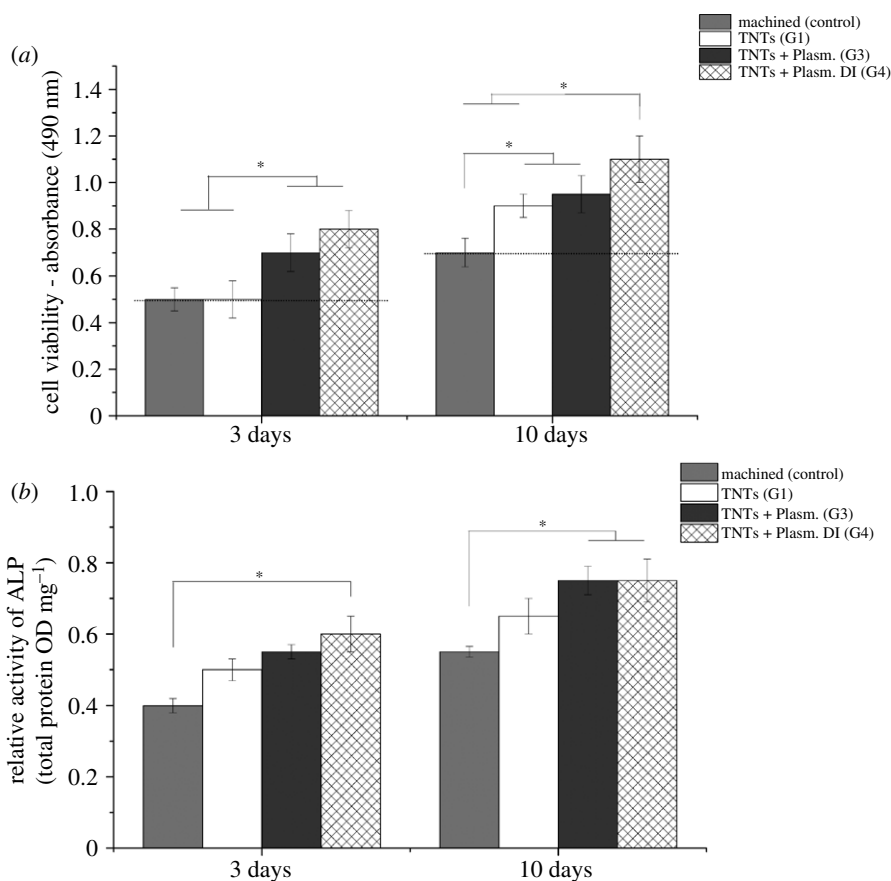 machined (control)
TNTs (G1)
TNTs + Plasm. (G3)
TNTs + Plasm. DI (G4)
(a)
cell viability - absorbance (490 nm)
1.4
1.2
1.0
0.8
0.6
0.4
0.2
0
*
*
*
3 days
10 days
machined (control)
TNTs (G1)
TNTs + Plasm. (G3)
TNTs + Plasm. DI (G4)
(b)
relative activity of ALP
(total protein OD mg⁻¹)
1.0
0.8
0.6
0.4
0.2
0
*
*
3 days
10 days